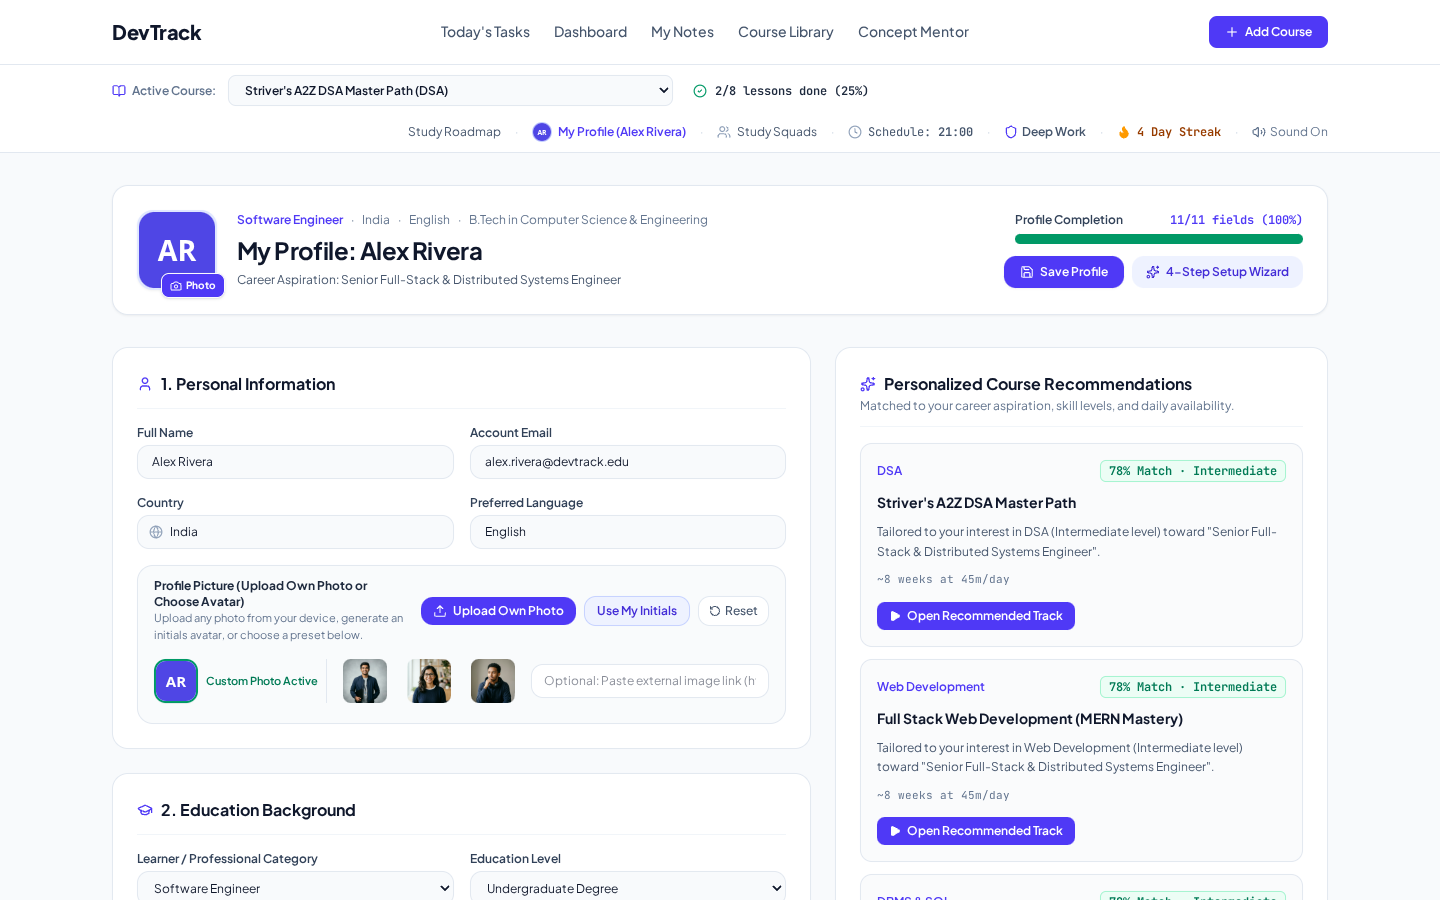 DevTrack
Today's Tasks
Dashboard
My Notes
Course Library
Concept Mentor
Add Course
Active Course:
Striver's A2Z DSA Master Path (DSA)
2/8 lessons done (25%)
Study Roadmap
AR
My Profile (Alex Rivera)
Study Squads
Schedule: 21:00
Deep Work
4 Day Streak
Sound On
AR
Photo
Software Engineer · India · English · B.Tech in Computer Science & Engineering
My Profile: Alex Rivera
Career Aspiration: Senior Full-Stack & Distributed Systems Engineer
Profile Completion
11/11 fields (100%)
Save Profile
4-Step Setup Wizard
1. Personal Information
Full Name
Alex Rivera
Account Email
alex.rivera@devtrack.edu
Country
India
Preferred Language
English
Profile Picture (Upload Own Photo or
Choose Avatar)
Upload any photo from your device, generate an
initials avatar, or choose a preset below.
Upload Own Photo
Use My Initials
Reset
AR
Custom Photo Active
Optional: Paste external image link (h
2. Education Background
Learner / Professional Category
Software Engineer
Education Level
Undergraduate Degree
Personalized Course Recommendations
Matched to your career aspiration, skill levels, and daily availability.
DSA
78% Match · Intermediate
Striver's A2Z DSA Master Path
Tailored to your interest in DSA (Intermediate level) toward "Senior Full-
Stack & Distributed Systems Engineer".
~8 weeks at 45m/day
Open Recommended Track
Web Development
78% Match · Intermediate
Full Stack Web Development (MERN Mastery)
Tailored to your interest in Web Development (Intermediate level)
toward "Senior Full-Stack & Distributed Systems Engineer".
~8 weeks at 45m/day
Open Recommended Track
DBMS & SQL
78% Match · Intermediate